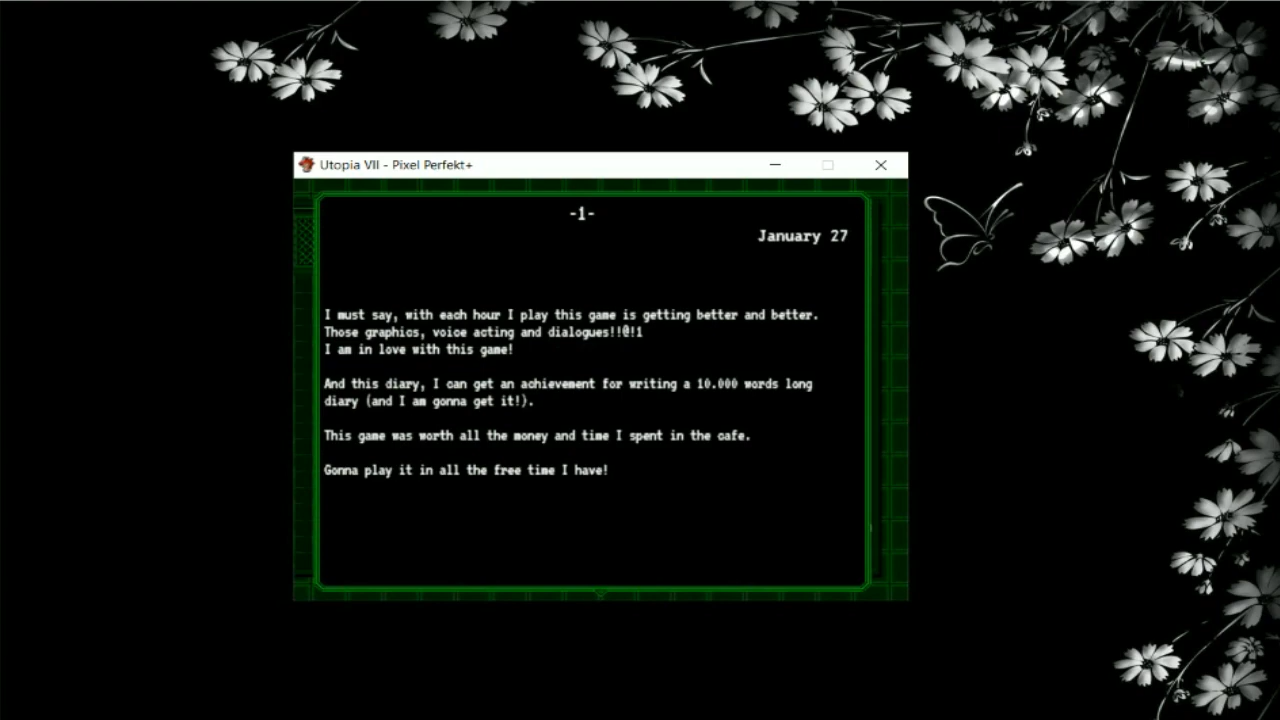 Utopia VII - Pixel Perfekt+
-1-
January 27
I must say, with each hour I play this game is getting better and better.
Those graphics, voice acting and dialogues!!@!1
I am in love with this game!
And this diary, I can get an achievement for writing a 10.000 words long
diary (and I am gonna get it!).
This game was worth all the money and time I spent in the cafe.
Gonna play it in all the free time I have!